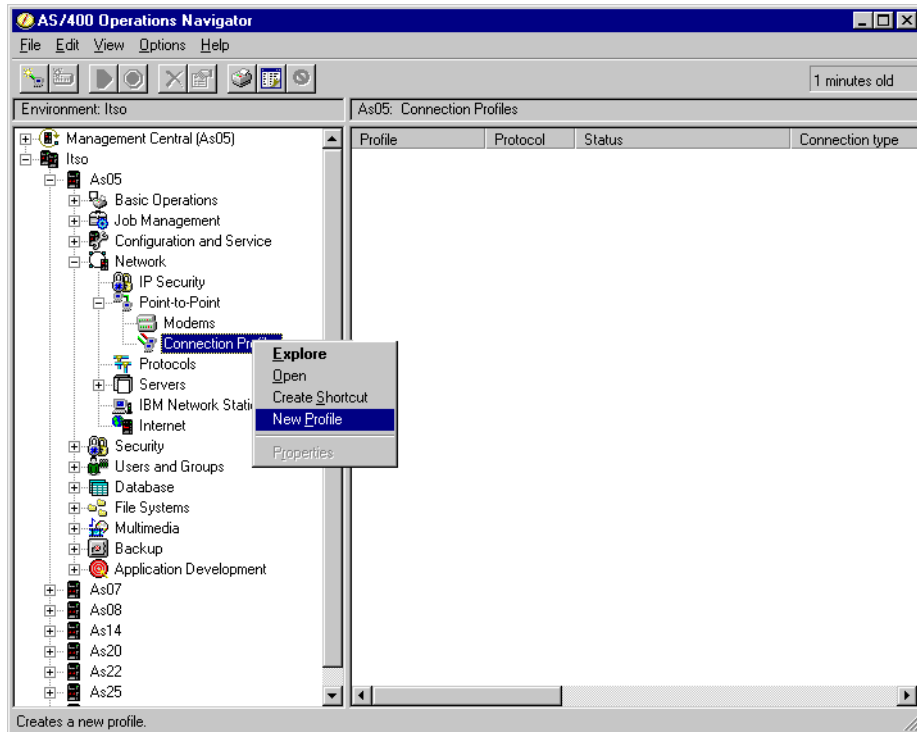 AS/400 Operations Navigator
File Edit View Options Help
1 minutes old
Environment: Itso
As05: Connection Profiles
Profile Protocol Status Connection type
Management Central (As05)
Itso
As05
Basic Operations
Job Management
Configuration and Service
Network
IP Security
Point-to-Point
Modems
Connection
Protocols
Servers
IBM Network
Internet
Security
Users and Groups
Database
File Systems
Multimedia
Backup
Application Development
As07
As08
As14
As20
As22
As25
Explore
Open
Create Shortcut
New Profile
Properties
Creates a new profile.